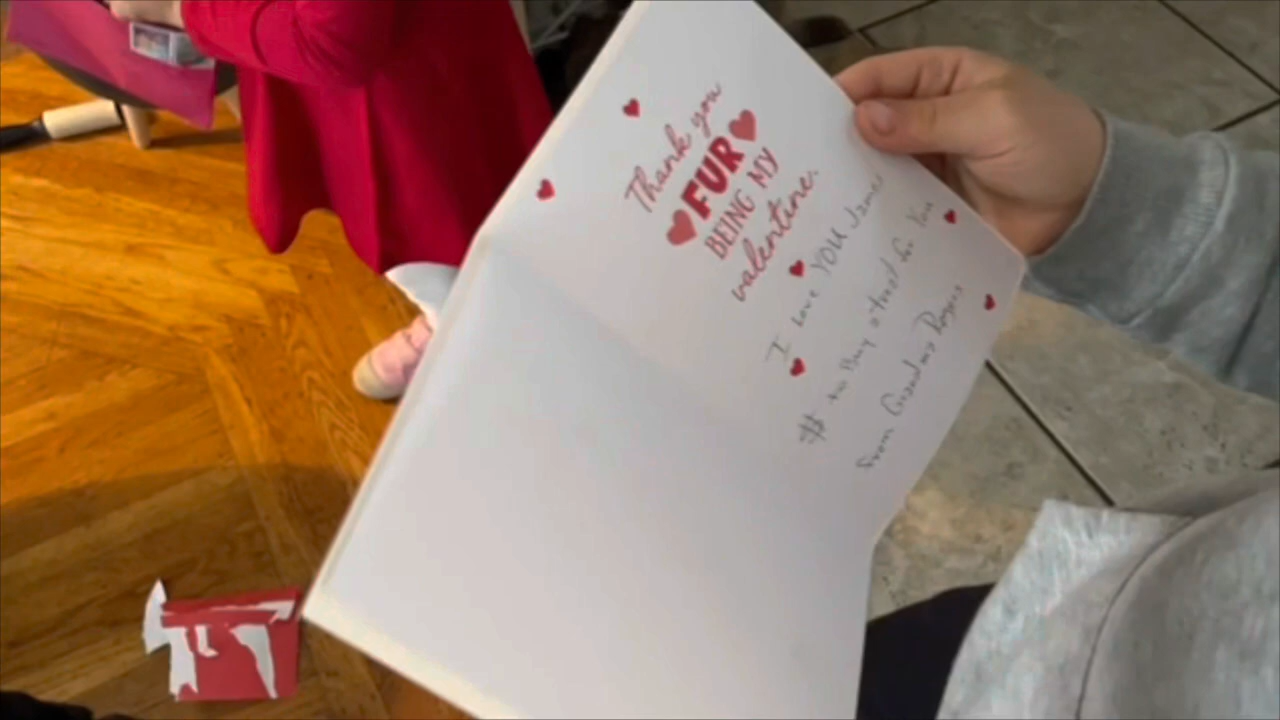 Thank you
FUR
BEING MY
valentine.
I Love YOU James
$$ to Buy a treat for You
From Grandma Rogers